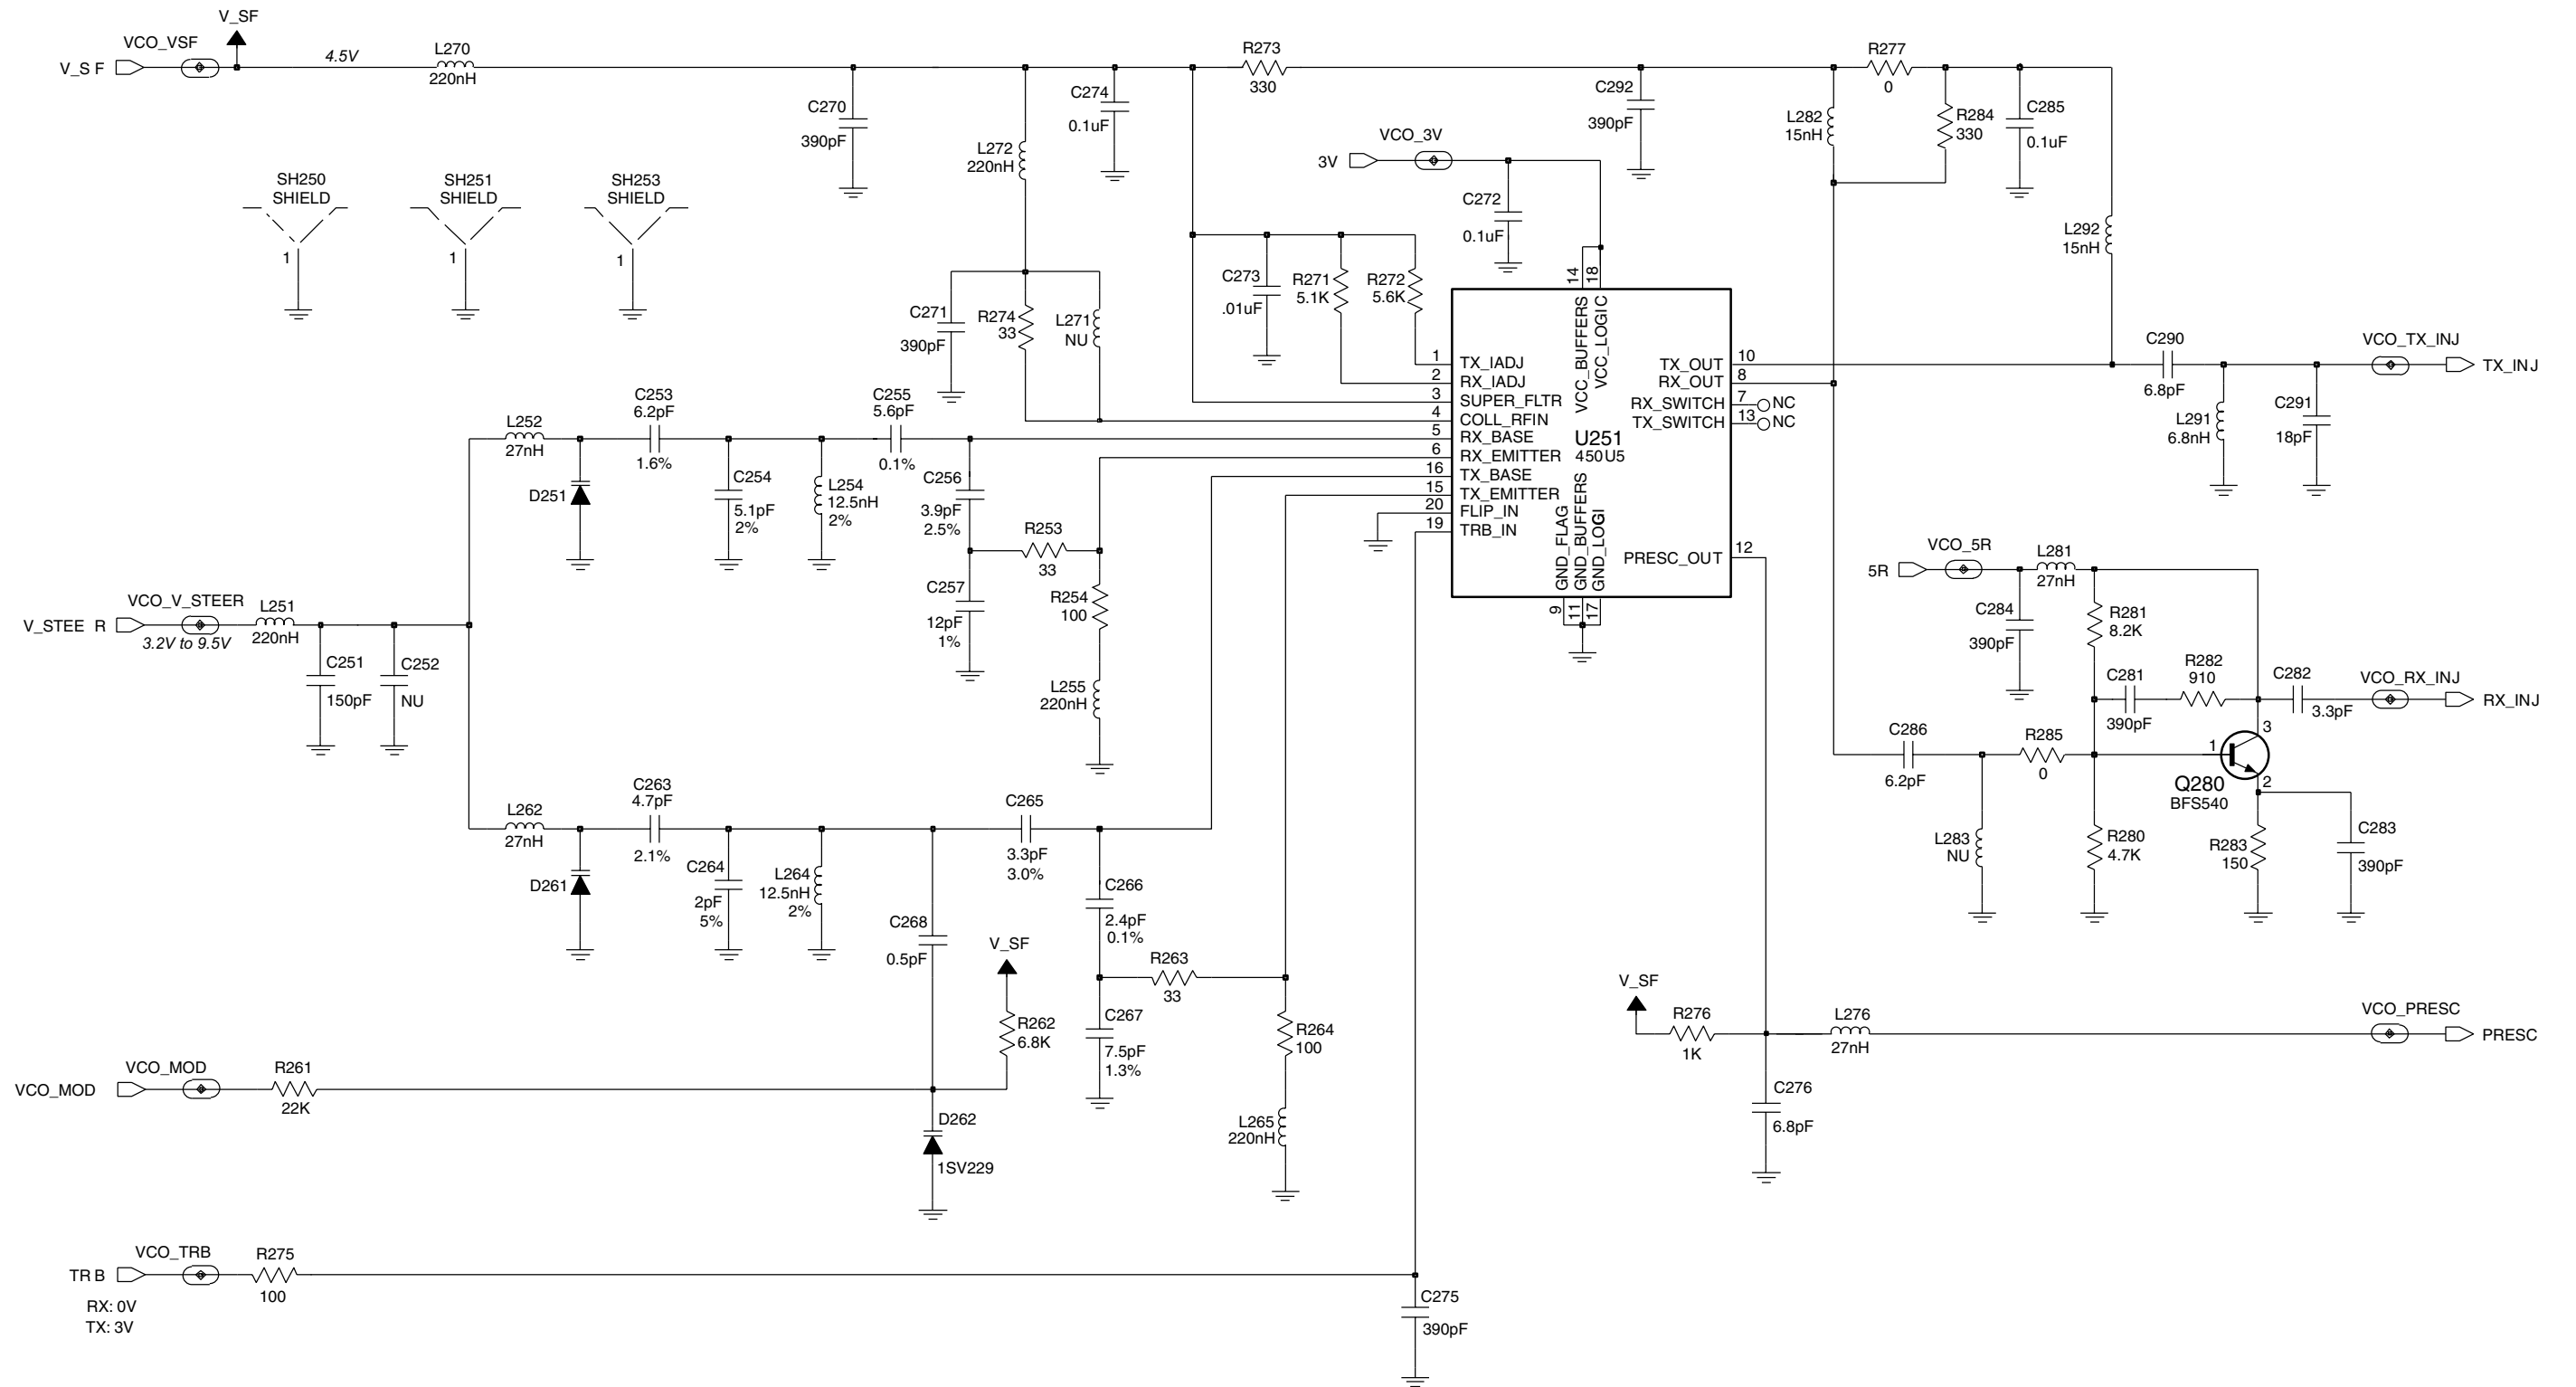 V_SF
VCO_VSF
V_S F
4.5V
L270
220nH
C270
390pF
L272
220nH
C274
0.1uF
R273
330
C292
390pF
R277
0
L282
15nH
R284
330
C285
0.1uF
L292
15nH
VCO_3V
3V
C272
0.1uF
SH250
SHIELD
1
SH251
SHIELD
1
SH253
SHIELD
1
C271
390pF
R274
33
L271
NU
C273
.01uF
R271
5.1K
R272
5.6K
14
18
VCC_BUFFERS
VCC_LOGIC
1
TX_IADJ
2
RX_IADJ
3
SUPER_FLTR
4
COLL_RFIN
5
RX_BASE
6
RX_EMITTER
16
TX_BASE
15
TX_EMITTER
20
FLIP_IN
19
TRB_IN
TX_OUT
10
RX_OUT
8
RX_SWITCH
7
NC
TX_SWITCH
13
NC
U251
450U5
PRESC_OUT
12
GND_FLAG
GND_BUFFERS
GND_LOGI
9
11
17
C290
6.8pF
L291
6.8nH
C291
18pF
VCO_TX_INJ
TX_INJ
L252
27nH
C253
6.2pF
1.6%
D251
C254
5.1pF
2%
L254
12.5nH
2%
C255
5.6pF
0.1%
C256
3.9pF
2.5%
R253
33
C257
12pF
1%
R254
100
L255
220nH
VCO_V_STEER
V_STEE R
3.2V to 9.5V
L251
220nH
C251
150pF
C252
NU
VCO_5R
5R
L281
27nH
C284
390pF
R281
8.2K
C281
390pF
R282
910
C282
3.3pF
VCO_RX_INJ
RX_INJ
3
1
2
Q280
BFS540
C286
6.2pF
R285
0
L283
NU
R280
4.7K
R283
150
C283
390pF
L262
27nH
C263
4.7pF
2.1%
D261
C264
2pF
5%
L264
12.5nH
2%
C265
3.3pF
3.0%
C266
2.4pF
0.1%
C268
0.5pF
V_SF
R262
6.8K
R263
33
C267
7.5pF
1.3%
R264
100
L265
220nH
VCO_MOD
VCO_MOD
R261
22K
D262
1SV229
V_SF
R276
1K
L276
27nH
C276
6.8pF
VCO_PRESC
PRESC
VCO_TRB
TR B
R275
100
RX: 0V
TX: 3V
C275
390pF